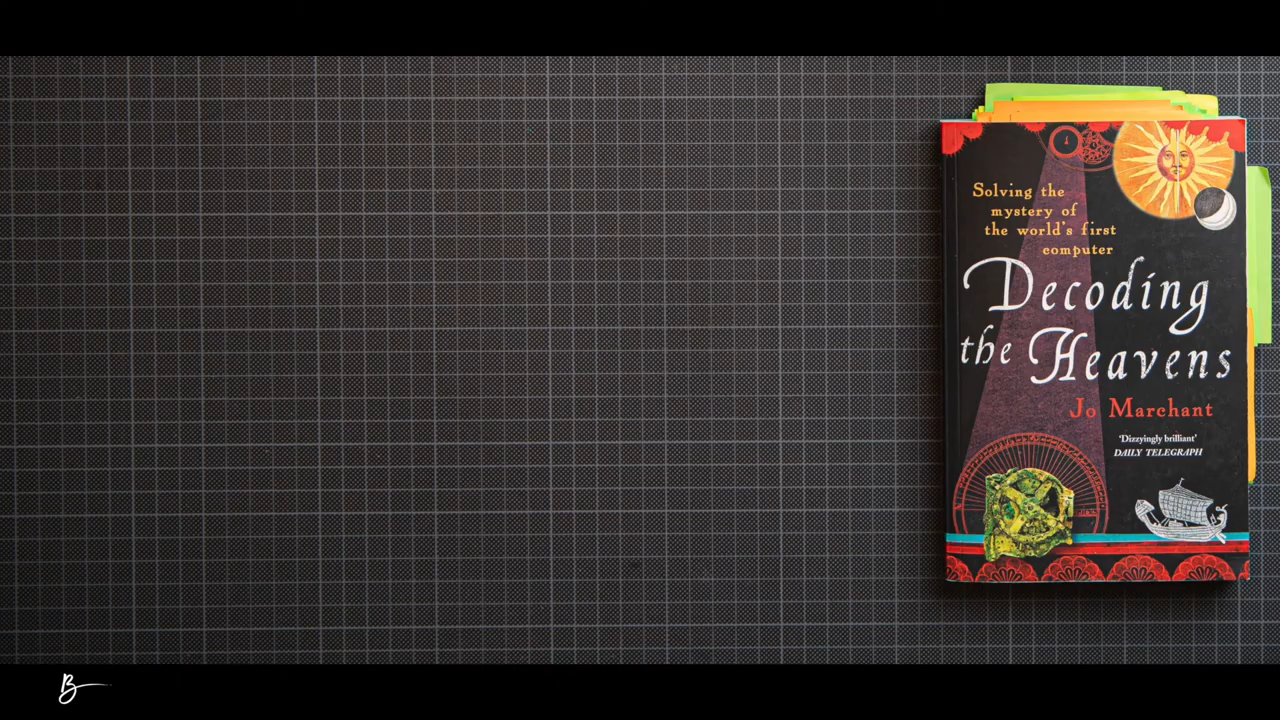 Solving the
mystery of
the world's first
computer
Decoding
the Heavens
Jo Marchant
'Dizzyingly brilliant'
DAILY TELEGRAPH
B